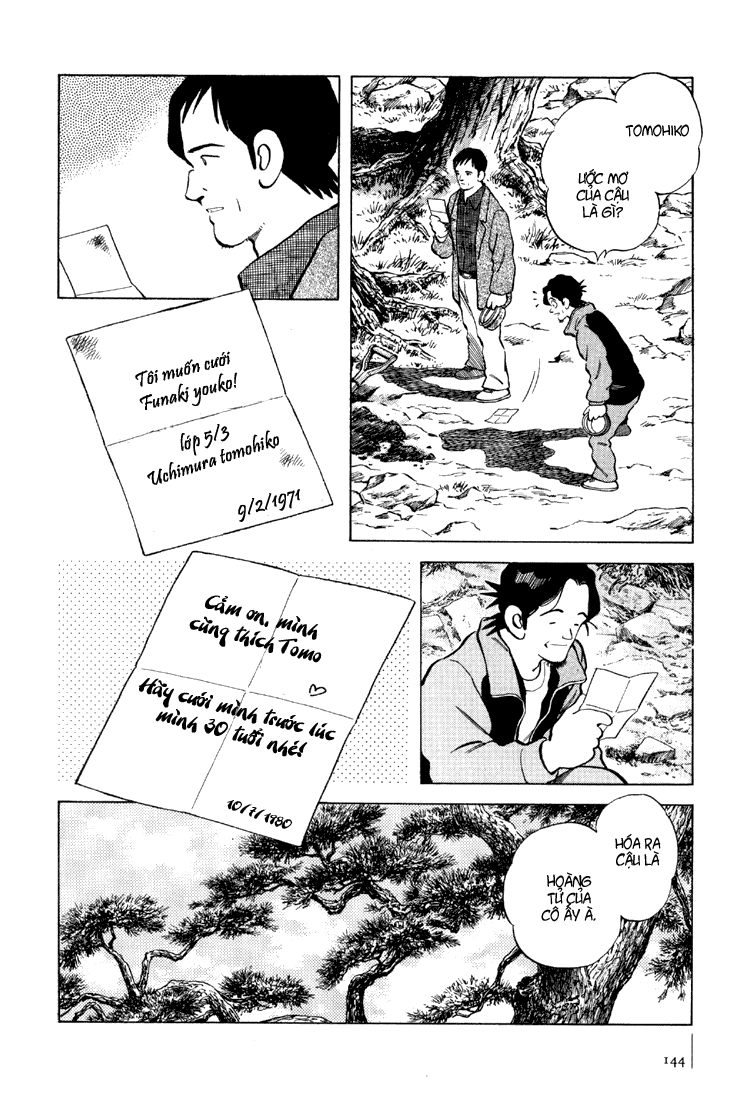 TOMOHIKO
ƯỚC MƠ
CỦA CẬU
LÀ GÌ?
Tôi muốn cưới
Funaki youko!
lớp 5/3
Uchimura tomohiko
9/2/1971
Cảm ơn, mình
cũng thích Tomo
Hãy cưới mình trước lúc
mình 30 tuổi nhé!
10/7/1980
HÓA RA
CẬU LÀ
HOÀNG
TỬ CỦA
CÔ ẤY À.
144